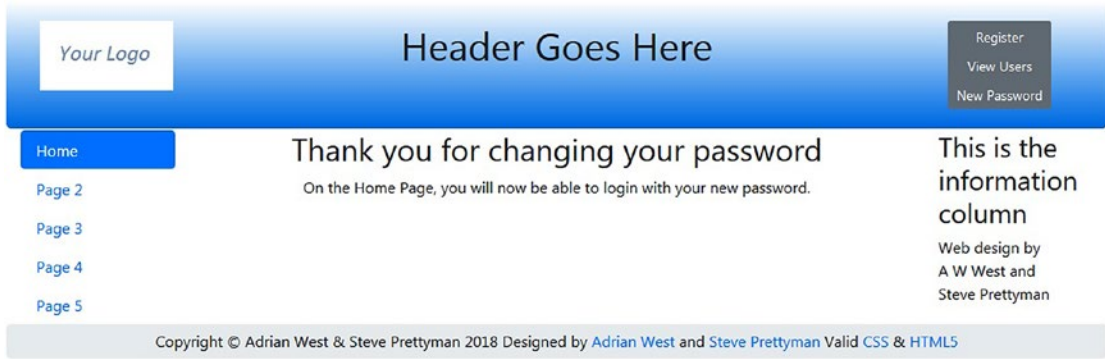 Your Logo
Header Goes Here
Register
View Users
New Password
Home
Page 2
Page 3
Page 4
Page 5
Thank you for changing your password
On the Home Page, you will now be able to login with your new password.
This is the
information
column
Web design by
A W West and
Steve Prettyman
Copyright © Adrian West & Steve Prettyman 2018 Designed by Adrian West and Steve Prettyman Valid CSS & HTML5